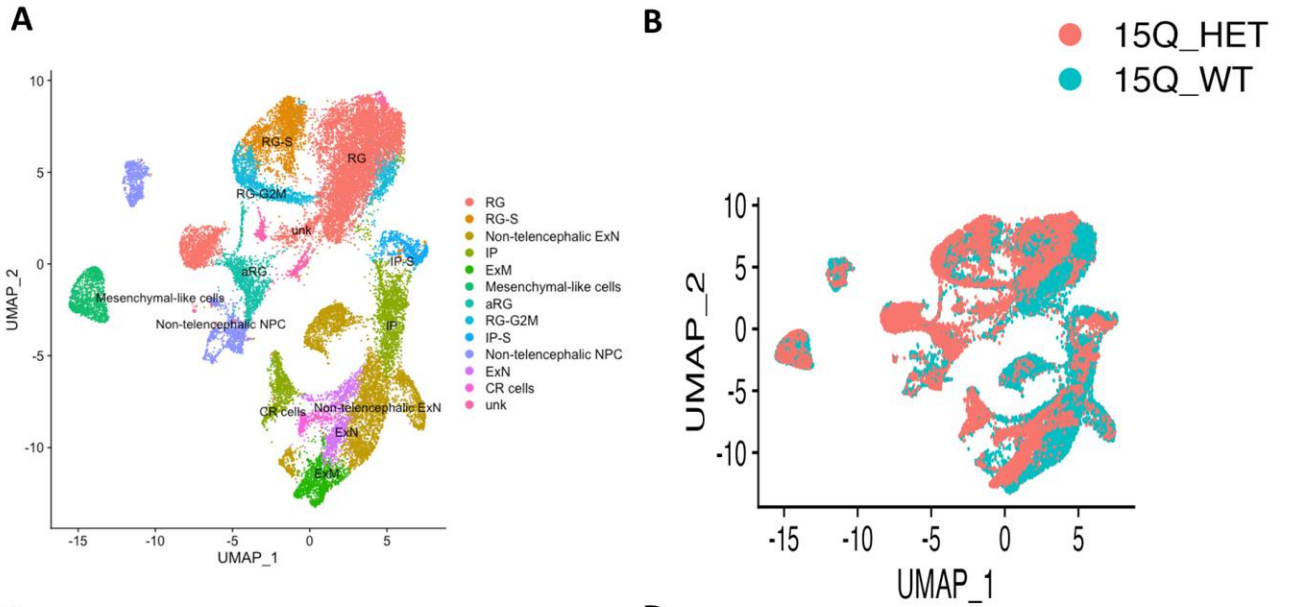 A
10
5
0
-5
-10
-15
-10
-5
0
5
UMAP_2
UMAP_1
RG-S
RG
RG-G2M
unk
IP-S
aRG
Mesenchymal-like cells
Non-telencephalic NPC
IP
CR cells
Non-telencephalic ExN
ExN
ExM
RG
RG-S
Non-telencephalic ExN
IP
ExM
Mesenchymal-like cells
aRG
RG-G2M
IP-S
Non-telencephalic NPC
ExN
CR cells
unk
B
15Q_HET
15Q_WT
10
5
0
-5
-10
-15
-10
-5
0
5
UMAP_2
UMAP_1